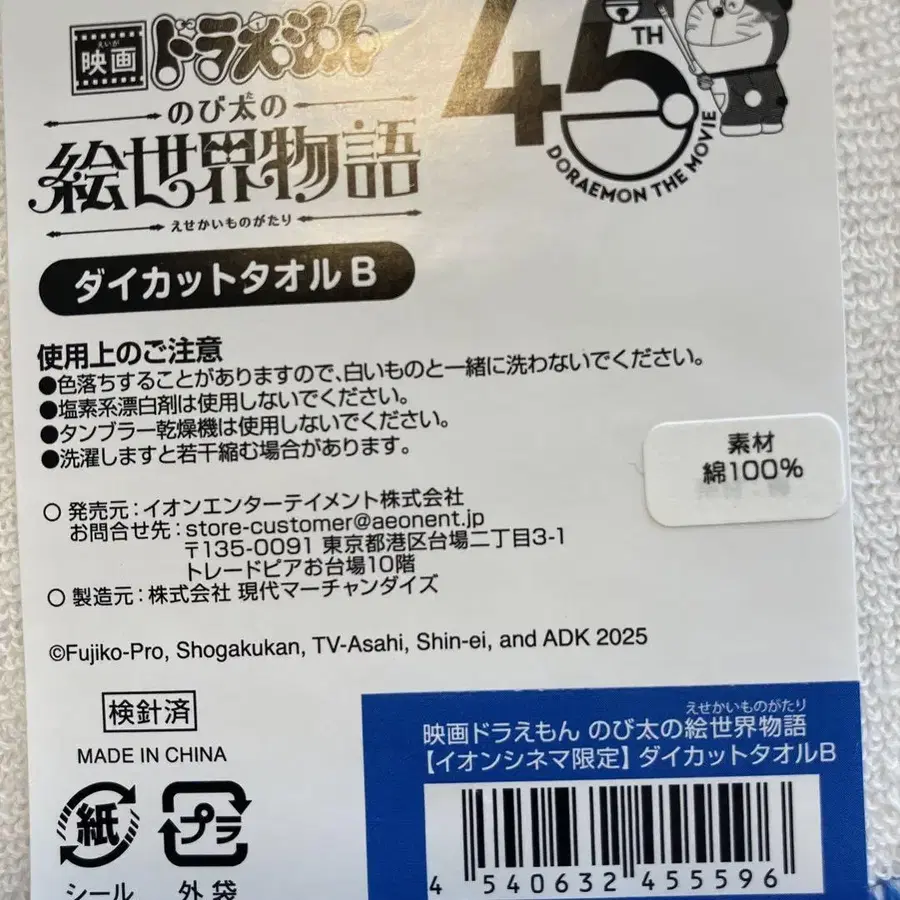 えいが
映画 ドラえもん
のび太の
絵世界物語
えせかいものがたり
45TH
DORAEMON THE MOVIE
ダイカットタオル B
使用上のご注意
●色落ちすることがありますので、白いものと一緒に洗わないでください。
●塩素系漂白剤は使用しないでください。
●タンブラー乾燥機は使用しないでください。
●洗濯しますと若干縮む場合があります。
素材
綿100%
○ 発売元：イオンエンターテイメント株式会社
お問合せ先：store-customer@aeonent.jp
〒135-0091 東京都港区台場二丁目3-1
トレードピアお台場10階
○ 製造元：株式会社 現代マーチャンダイズ
©Fujiko-Pro, Shogakukan, TV-Asahi, Shin-ei, and ADK 2025
検針済
MADE IN CHINA
紙
プラ
シール
外袋
えせかいものがたり
映画ドラえもん のび太の絵世界物語
【イオンシネマ限定】ダイカットタオルB
4 540632 455596